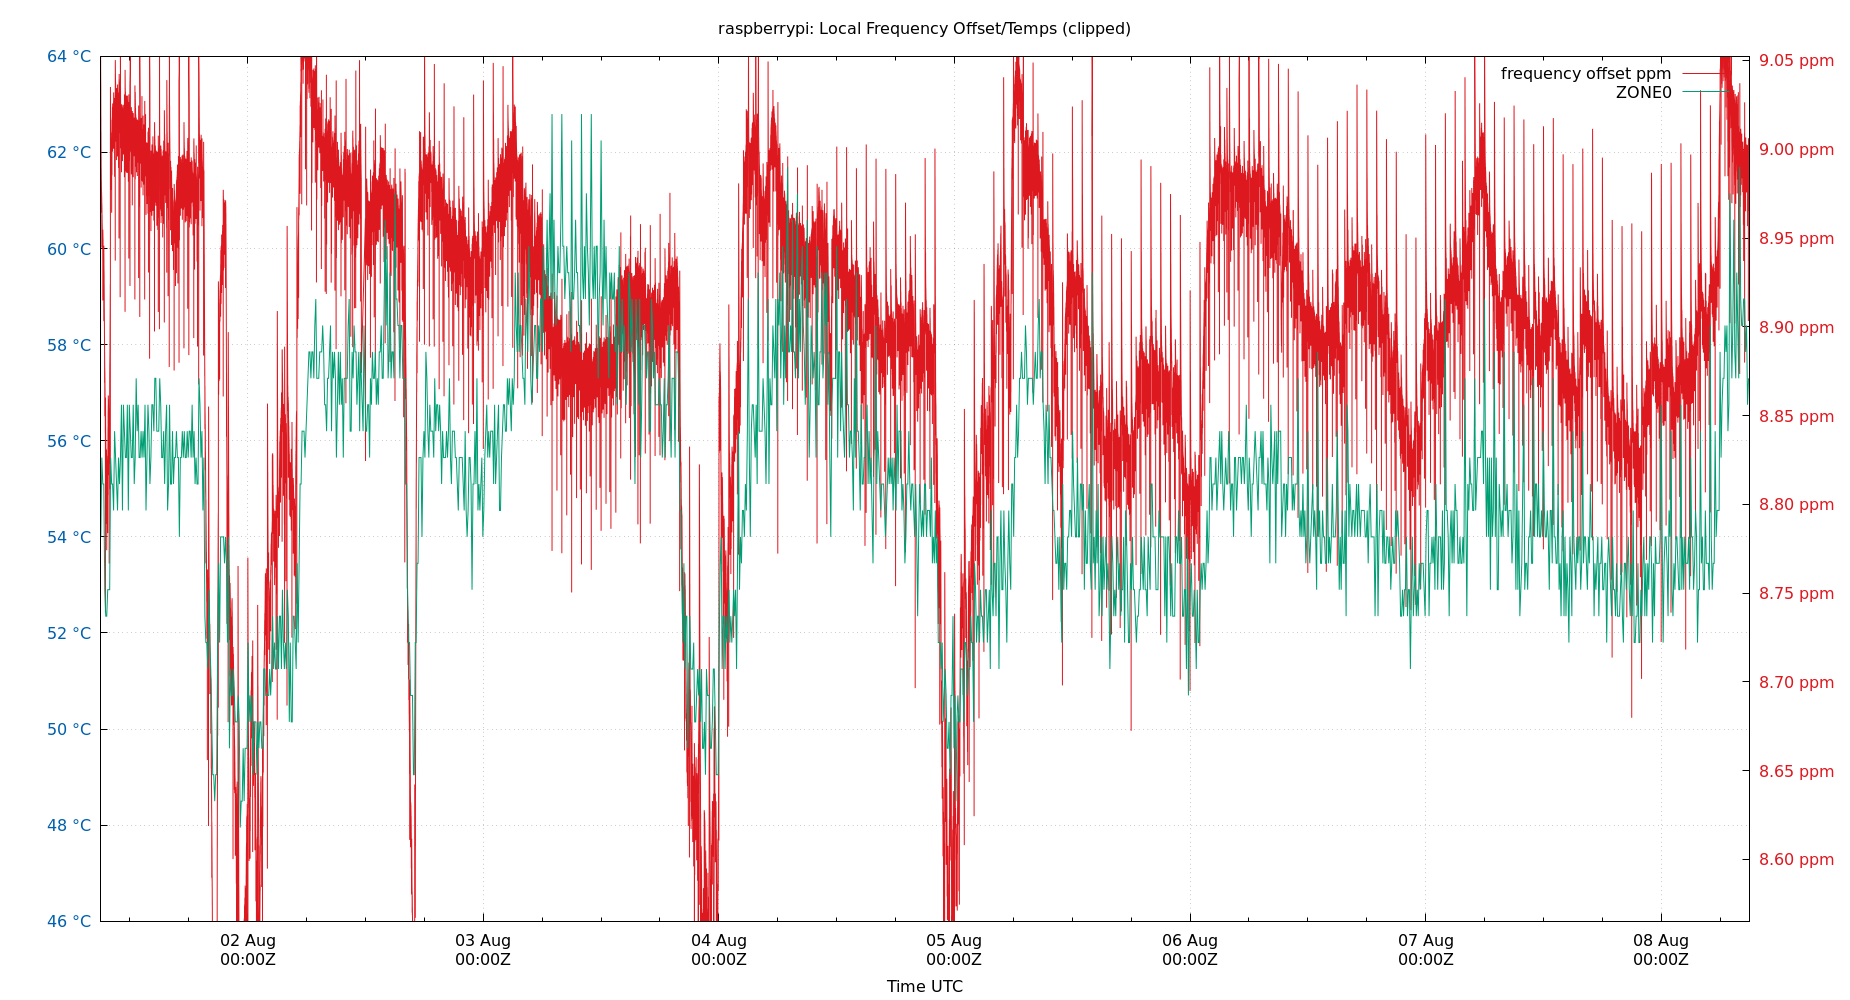 raspberrypi: Local Frequency Offset/Temps (clipped)
64 °C
62 °C
60 °C
58 °C
56 °C
54 °C
52 °C
50 °C
48 °C
46 °C
9.05 ppm
9.00 ppm
8.95 ppm
8.90 ppm
8.85 ppm
8.80 ppm
8.75 ppm
8.70 ppm
8.65 ppm
8.60 ppm
frequency offset ppm
ZONE0
02 Aug 03 Aug 04 Aug 05 Aug 06 Aug 07 Aug 08 Aug
00:00Z 00:00Z 00:00Z 00:00Z 00:00Z 00:00Z 00:00Z
Time UTC